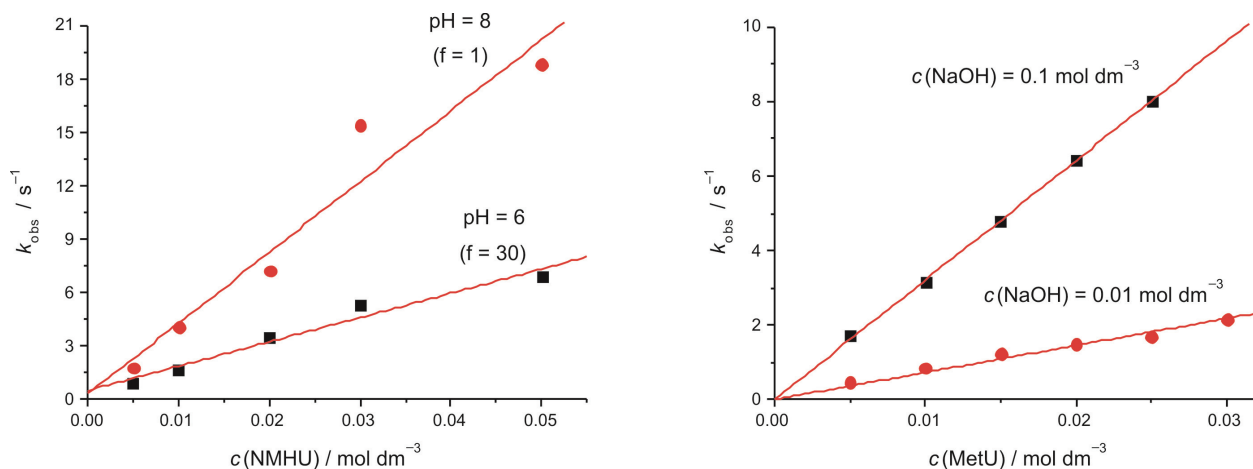 21
18
15
12
9
6
3
0
k obs / s⁻¹
pH = 8
(f = 1)
pH = 6
(f = 30)
0.00 0.01 0.02 0.03 0.04 0.05
c(NMHU) / mol dm⁻³
10
8
6
4
2
0
k obs / s⁻¹
c(NaOH) = 0.1 mol dm⁻³
c(NaOH) = 0.01 mol dm⁻³
0.00 0.01 0.02 0.03
c(MetU) / mol dm⁻³